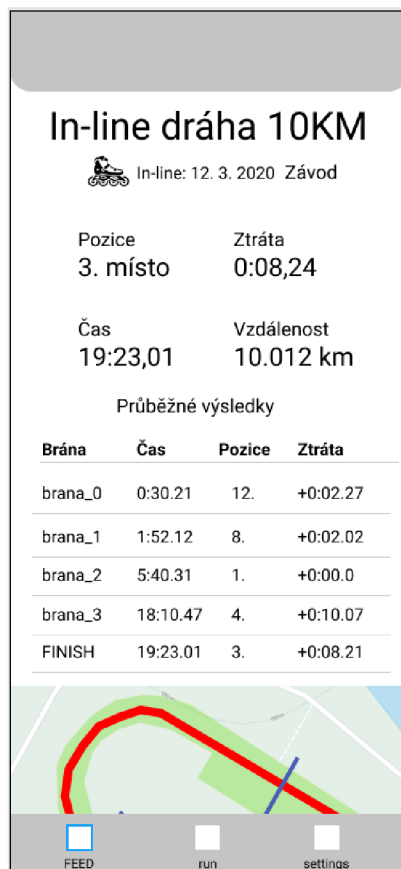 In-line dráha 10KM
In-line: 12. 3. 2020 Závod
Pozice Ztráta
3. místo 0:08,24
Čas Vzdálenost
19:23,01 10.012 km
Průběžné výsledky
Brána Čas Pozice Ztráta
brana_0 0:30.21 12. +0:02.27
brana_1 1:52.12 8. +0:02.02
brana_2 5:40.31 1. +0:00.0
brana_3 18:10.47 4. +0:10.07
FINISH 19:23.01 3. +0:08.21
FEED run settings